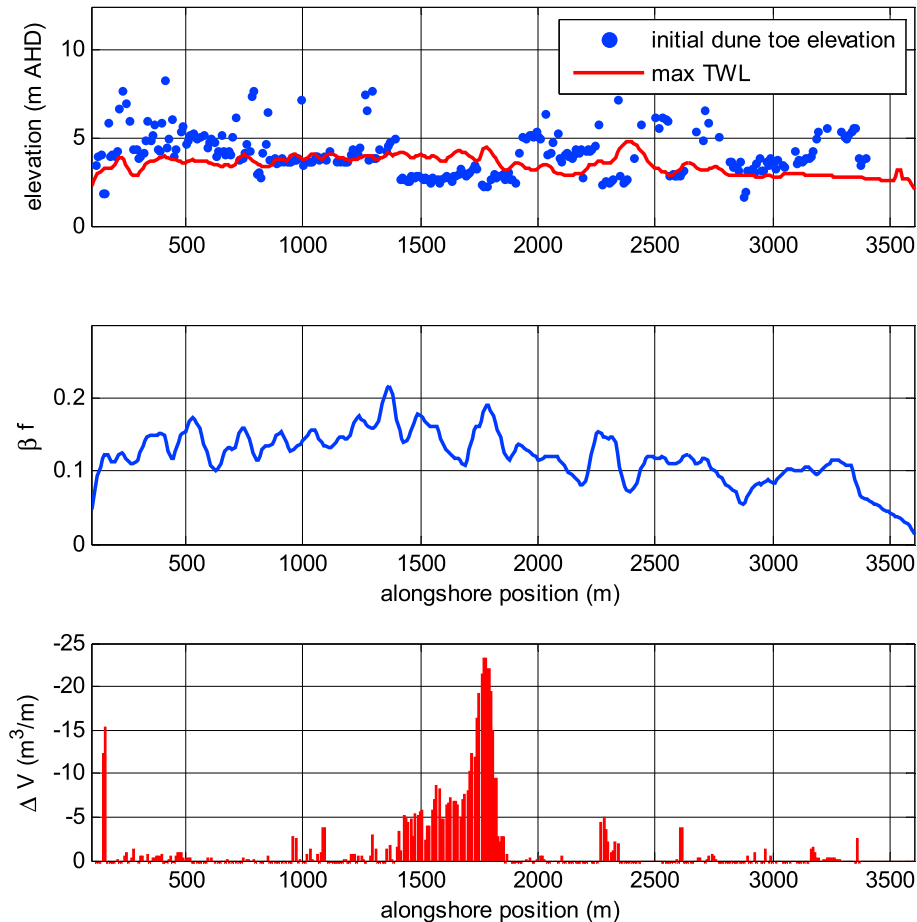 initial dune toe elevation
max TWL
elevation (m AHD)
10
5
0
500 1000 1500 2000 2500 3000 3500
β f
0.2
0.1
0
500 1000 1500 2000 2500 3000 3500
alongshore position (m)
Δ V (m³/m)
-25
-20
-15
-10
-5
0
500 1000 1500 2000 2500 3000 3500
alongshore position (m)